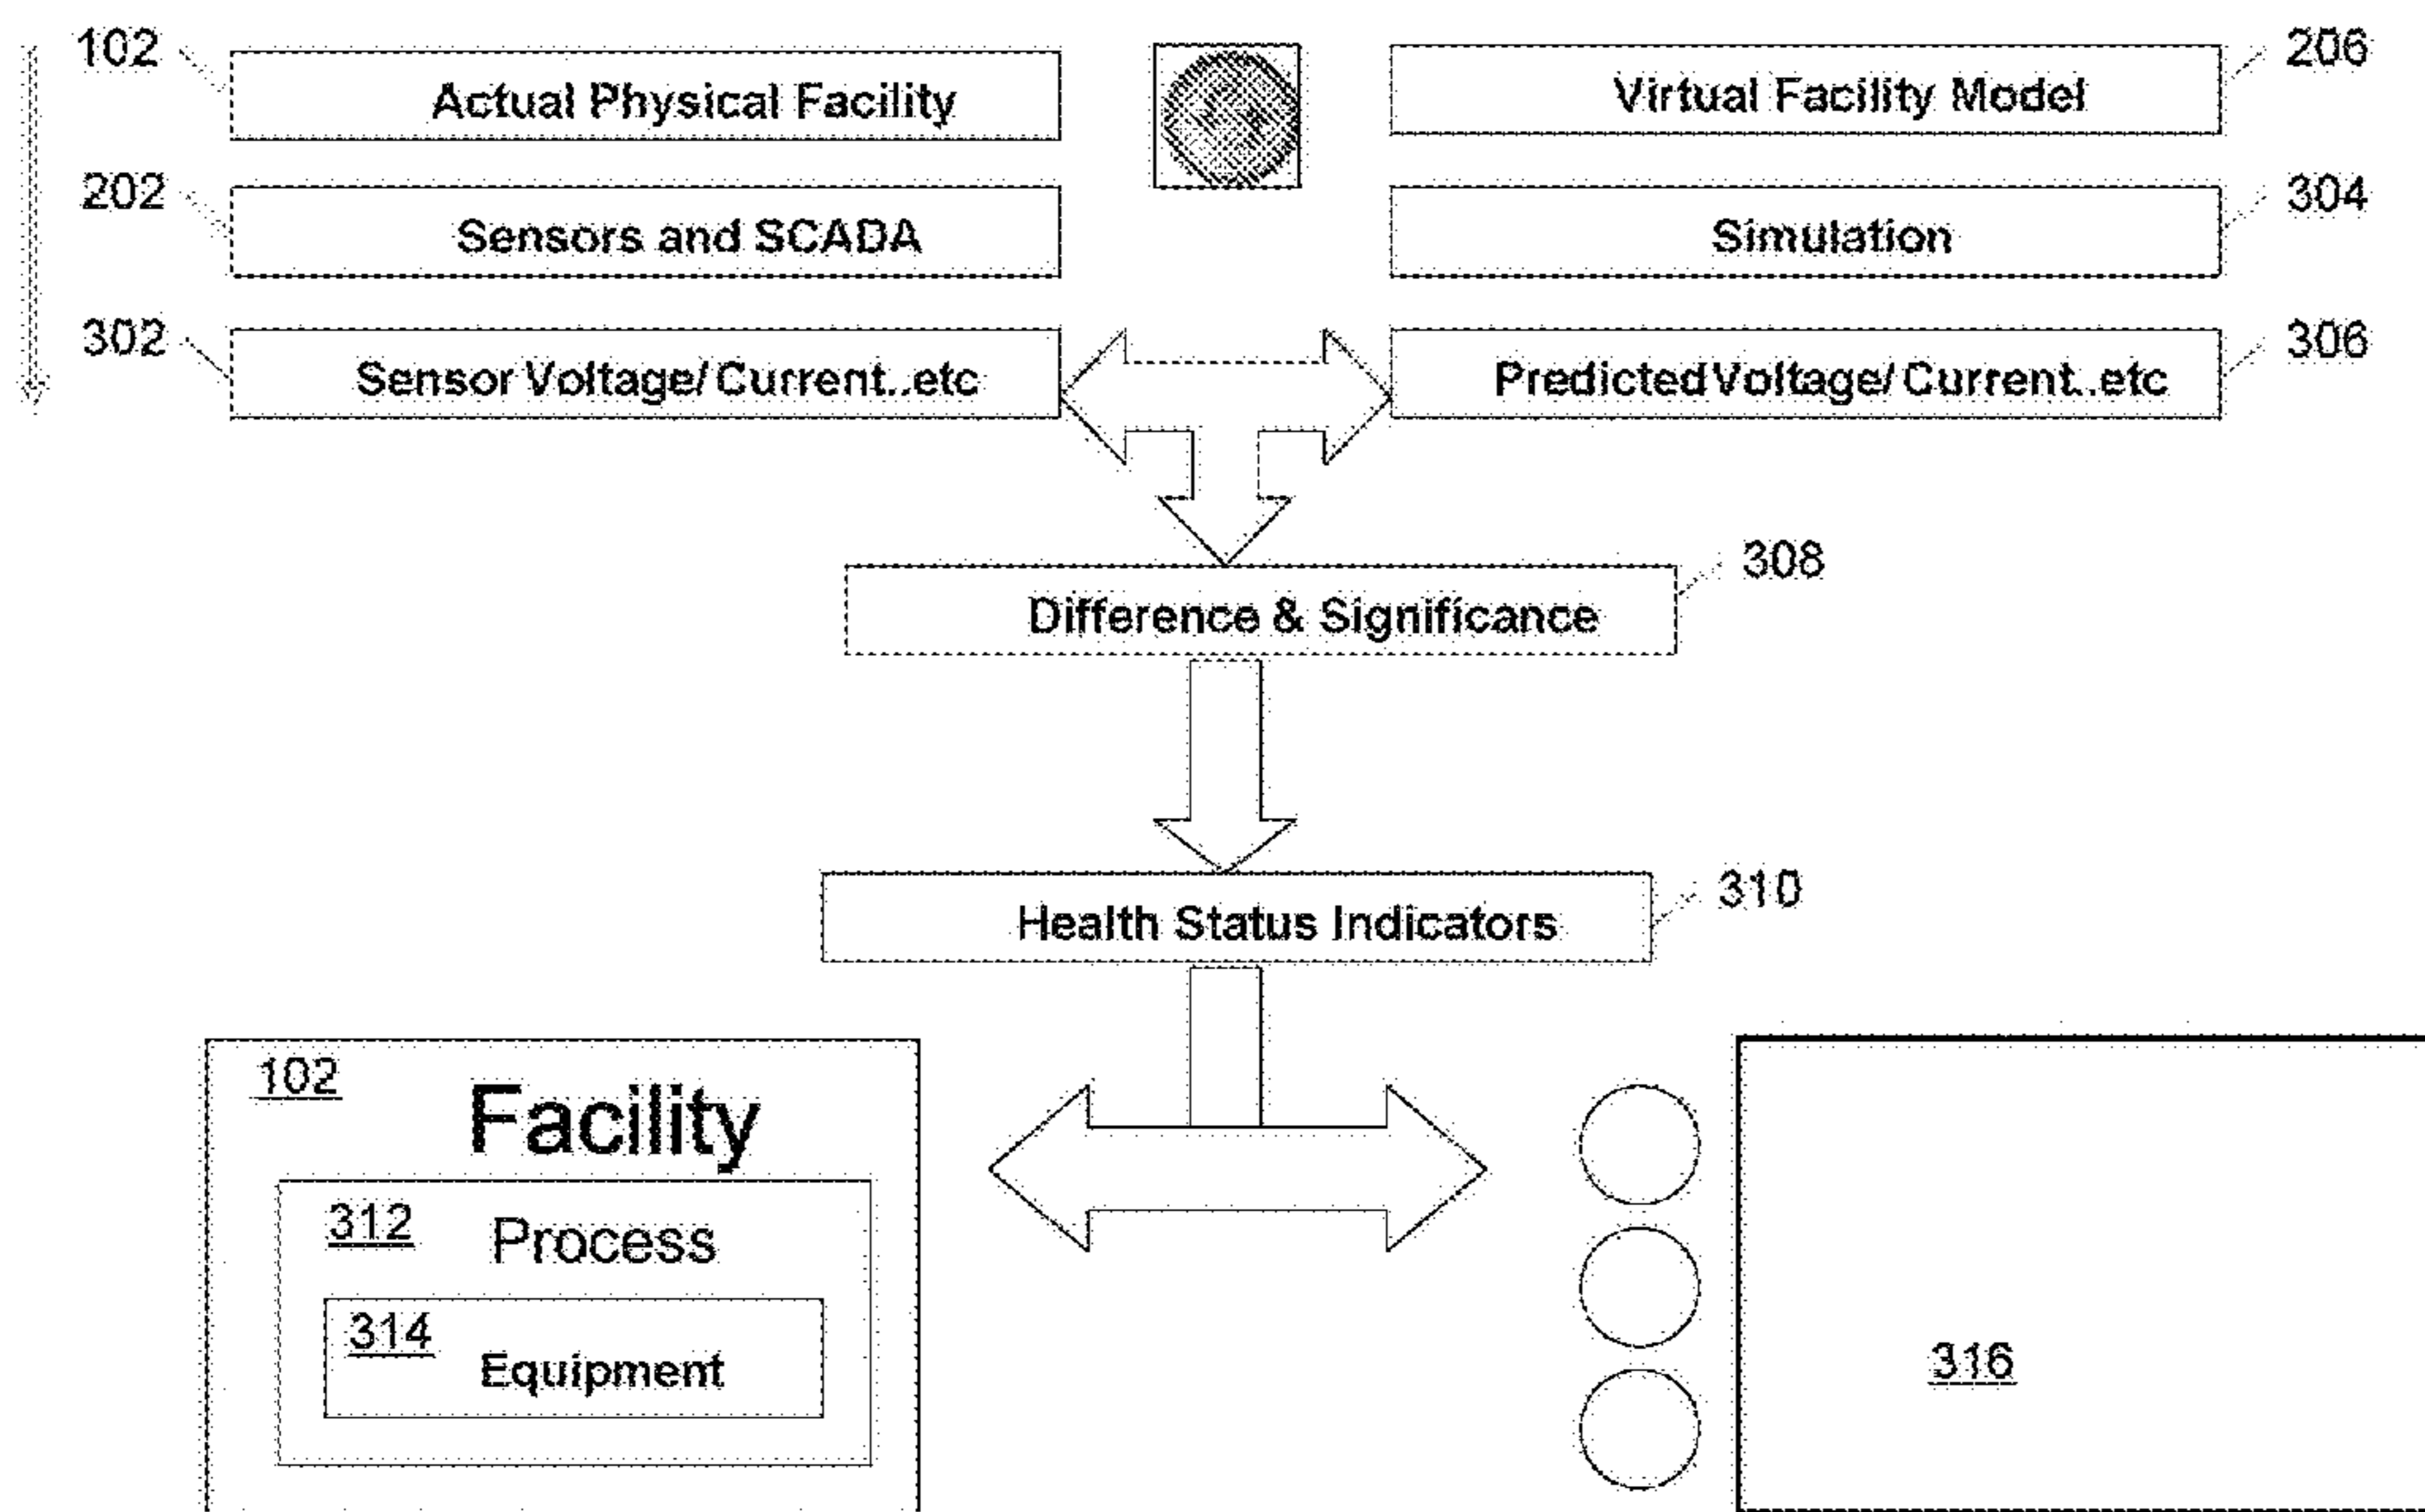 102 Actual Physical Facility
Virtual Facility Model 206
202 Sensors and SCADA
Simulation 304
302 Sensor Voltage/ Current..etc
Predicted Voltage/ Current..etc 306
308
Difference & Significance
310
Health Status Indicators
102
Facility
312 Process
314
Equipment
316